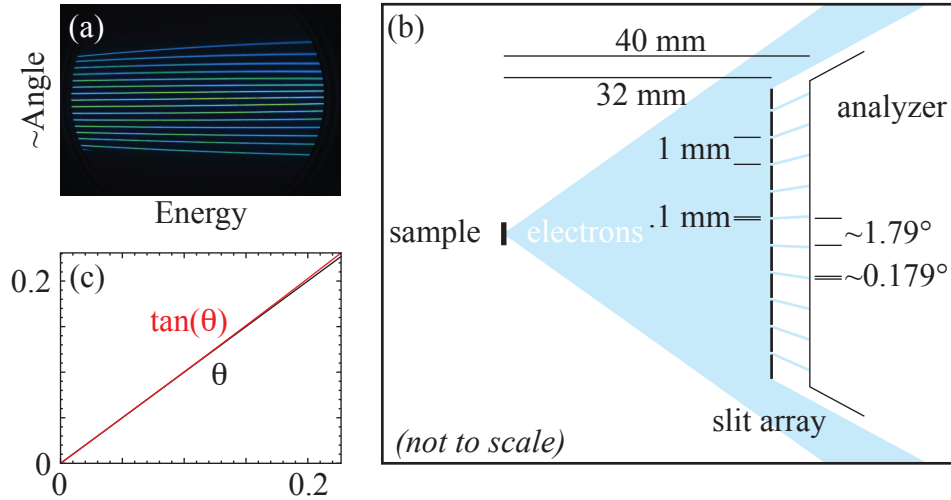 (a)
~Angle
Energy
(b)
40 mm
32 mm
analyzer
1 mm
.1 mm
sample
electrons
~1.79°
~0.179°
slit array
(not to scale)
(c)
0.2
tan(θ)
θ
0
0
0.2